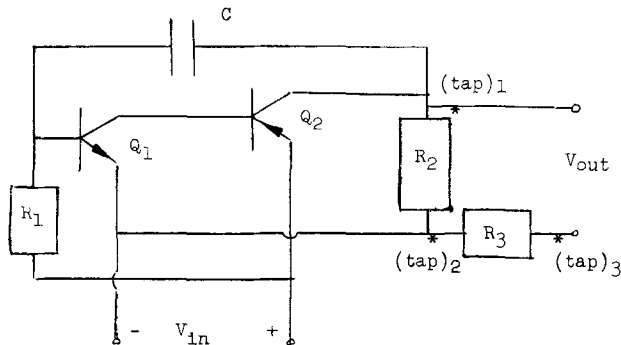 C
(tap)1
Q1
Q2
R1
R2
Vout
R3
* (tap)2
* (tap)3
- Vin +